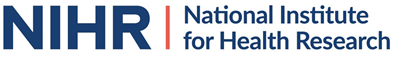 NIHR | National Institute
for Health Research